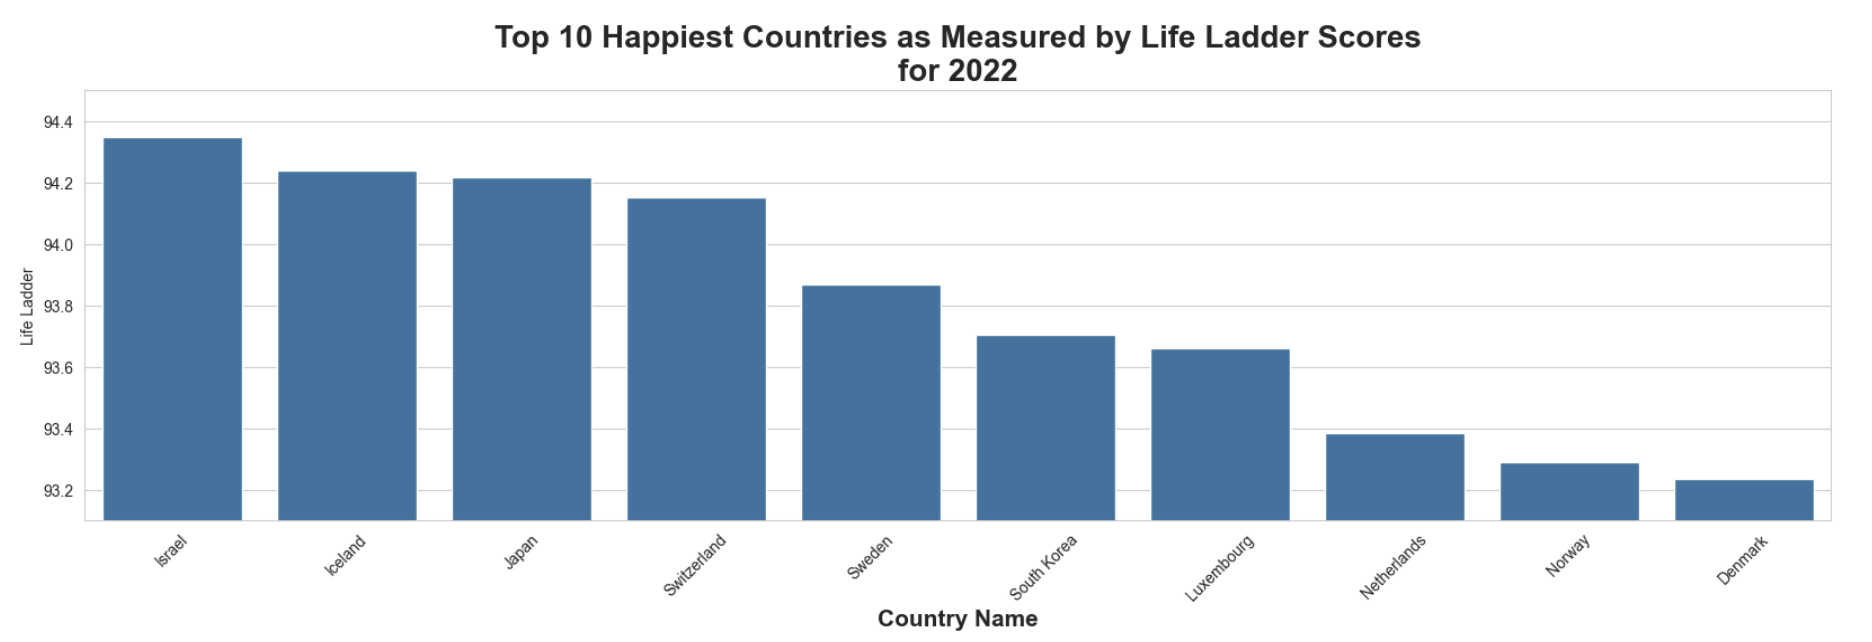 Top 10 Happiest Countries as Measured by Life Ladder Scores
for 2022
94.4
94.2
94.0
93.8
93.6
93.4
93.2
Life Ladder
Israel
Iceland
Japan
Switzerland
Sweden
South Korea
Luxembourg
Netherlands
Norway
Denmark
Country Name